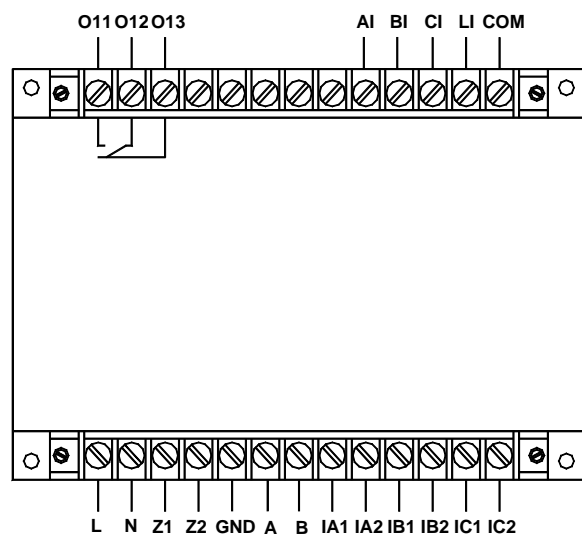 O11 O12 O13 AI BI CI LI COM
L N Z1 Z2 GND A B IA1 IA2 IB1 IB2 IC1 IC2